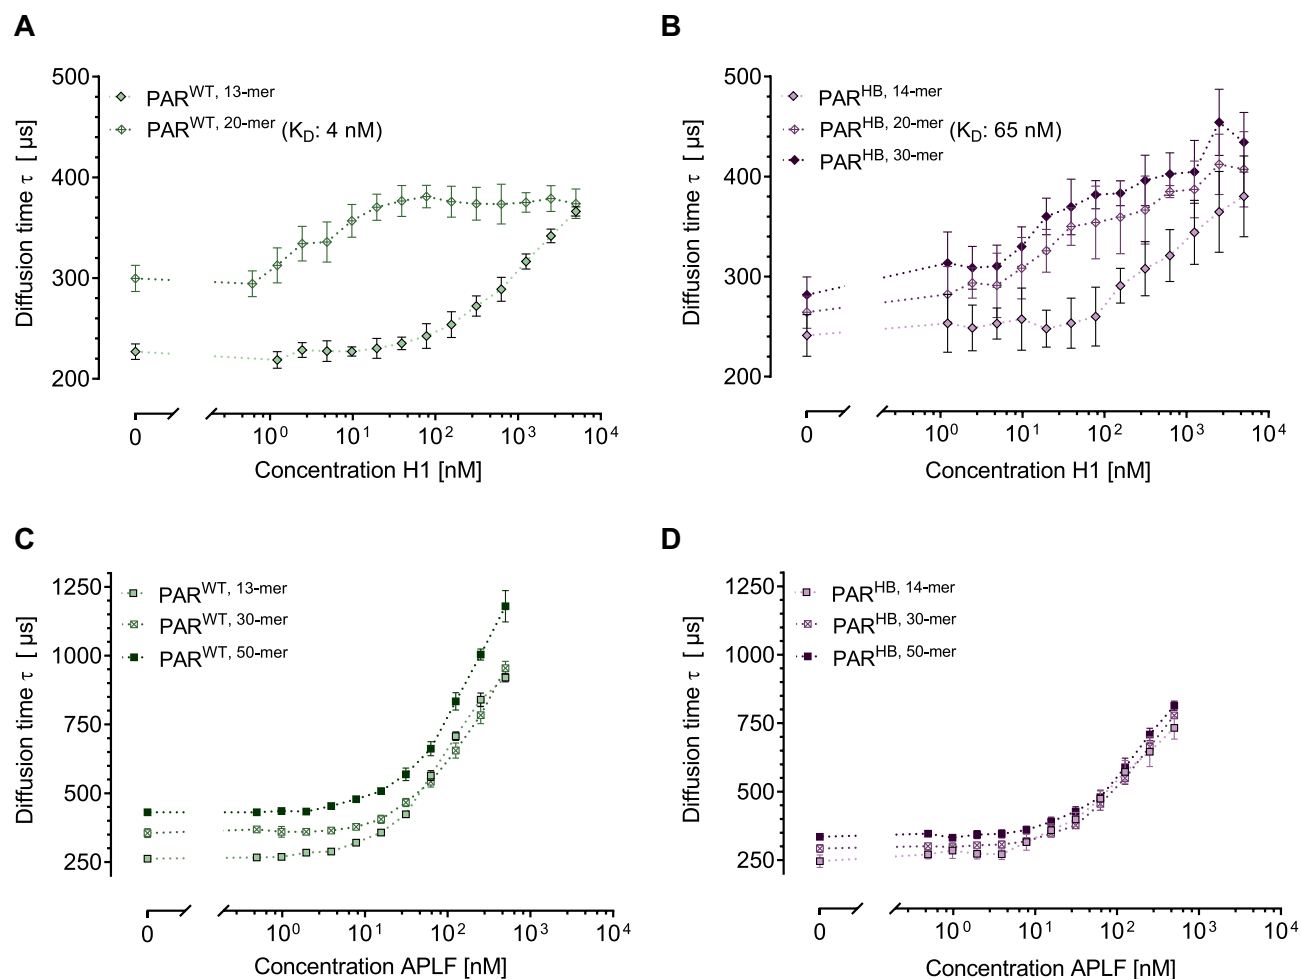 A
500
400
300
200
Diffusion time τ [ µs]
PAR^WT, 13-mer
PAR^WT, 20-mer (K_D: 4 nM)
0 10^0 10^1 10^2 10^3 10^4
Concentration H1 [nM]
B
500
400
300
200
Diffusion time τ [ µs]
PAR^HB, 14-mer
PAR^HB, 20-mer (K_D: 65 nM)
PAR^HB, 30-mer
0 10^0 10^1 10^2 10^3 10^4
Concentration H1 [nM]
C
1250
1000
750
500
250
Diffusion time τ [ µs]
PAR^WT, 13-mer
PAR^WT, 30-mer
PAR^WT, 50-mer
0 10^0 10^1 10^2 10^3 10^4
Concentration APLF [nM]
D
1250
1000
750
500
250
Diffusion time τ [ µs]
PAR^HB, 14-mer
PAR^HB, 30-mer
PAR^HB, 50-mer
0 10^0 10^1 10^2 10^3 10^4
Concentration APLF [nM]